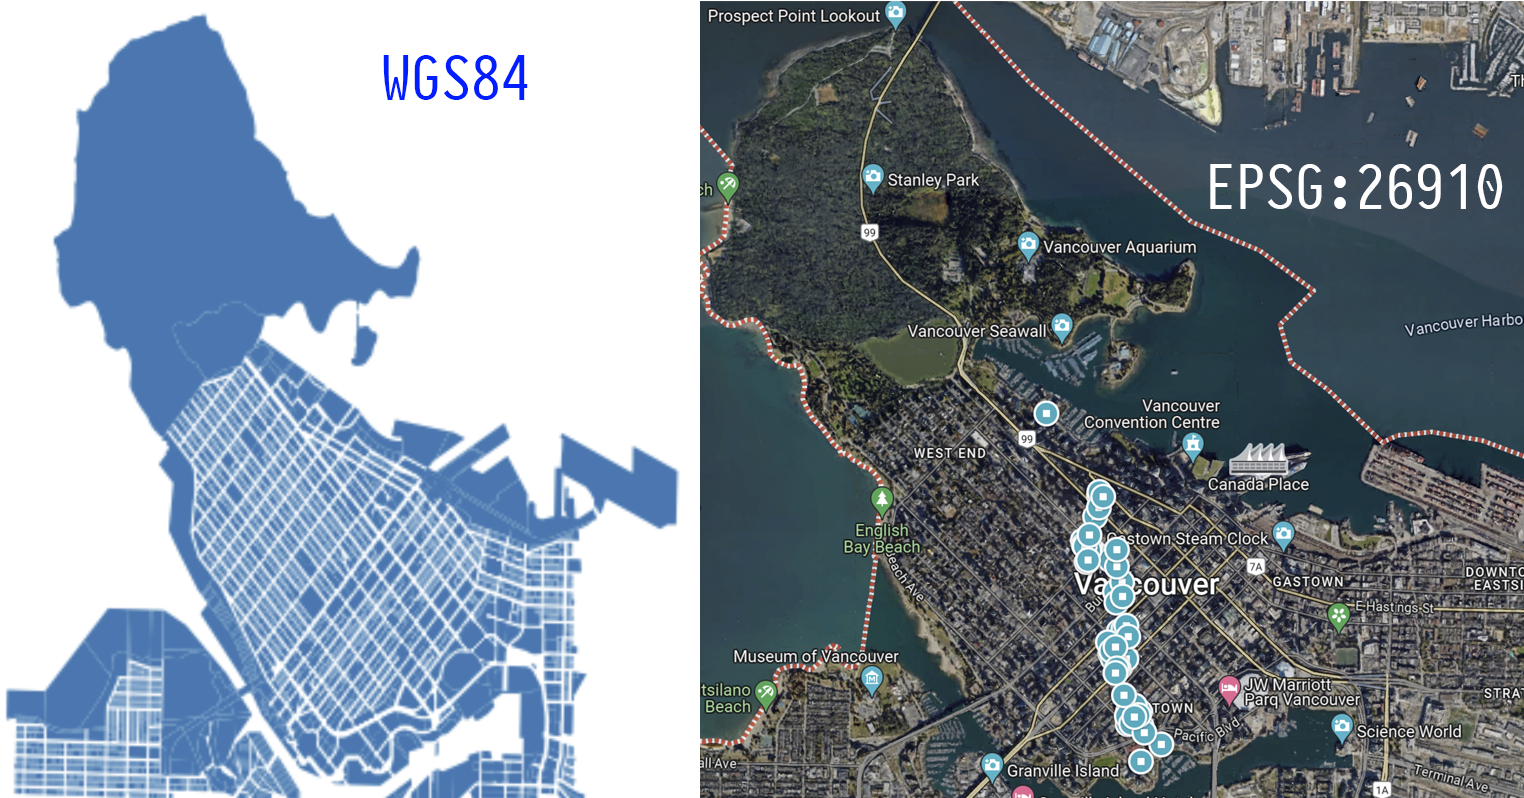 WGS84
Prospect Point Lookout
ch
Stanley Park
EPSG:26910
99
Vancouver Aquarium
Vancouver Seawall
Vancouver Harbo
Vancouver
Convention Centre
99
WEST END
Canada Place
English
Bay Beach
Gastown Steam Clock
7A
DOWNTO
EASTSI
GASTOWN
Vancouver
Beach Ave
E Hastings St
Museum of Vancouver
tsilano
Beach
JW Marriott
Parq Vancouver
STRAT
TOWN
Pacific Blvd
Science World
all Ave
Granville Island
Terminal Ave
1A